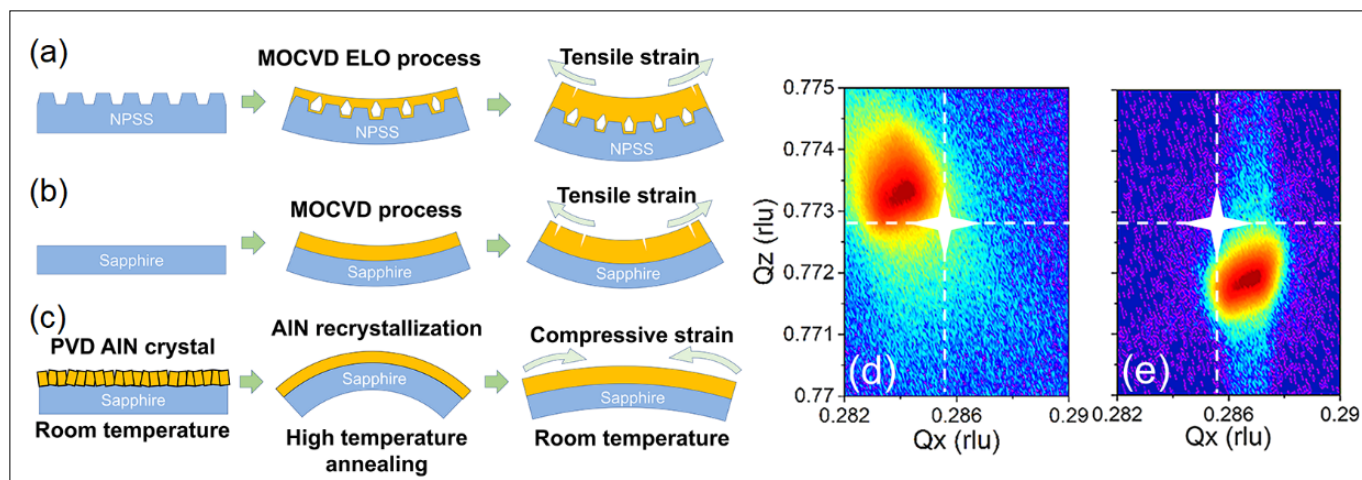 (a)
MOCVD ELO process
Tensile strain
NPSS
NPSS
NPSS
(b)
MOCVD process
Tensile strain
Sapphire
Sapphire
Sapphire
(c)
PVD AlN crystal
AlN recrystallization
Compressive strain
Sapphire
Sapphire
Sapphire
Room temperature
High temperature
annealing
Room temperature
0.775
0.774
0.773
0.772
0.771
0.77
Qz (rlu)
(d)
0.282
0.286
0.29
Qx (rlu)
(e)
0.282
0.286
0.29
Qx (rlu)